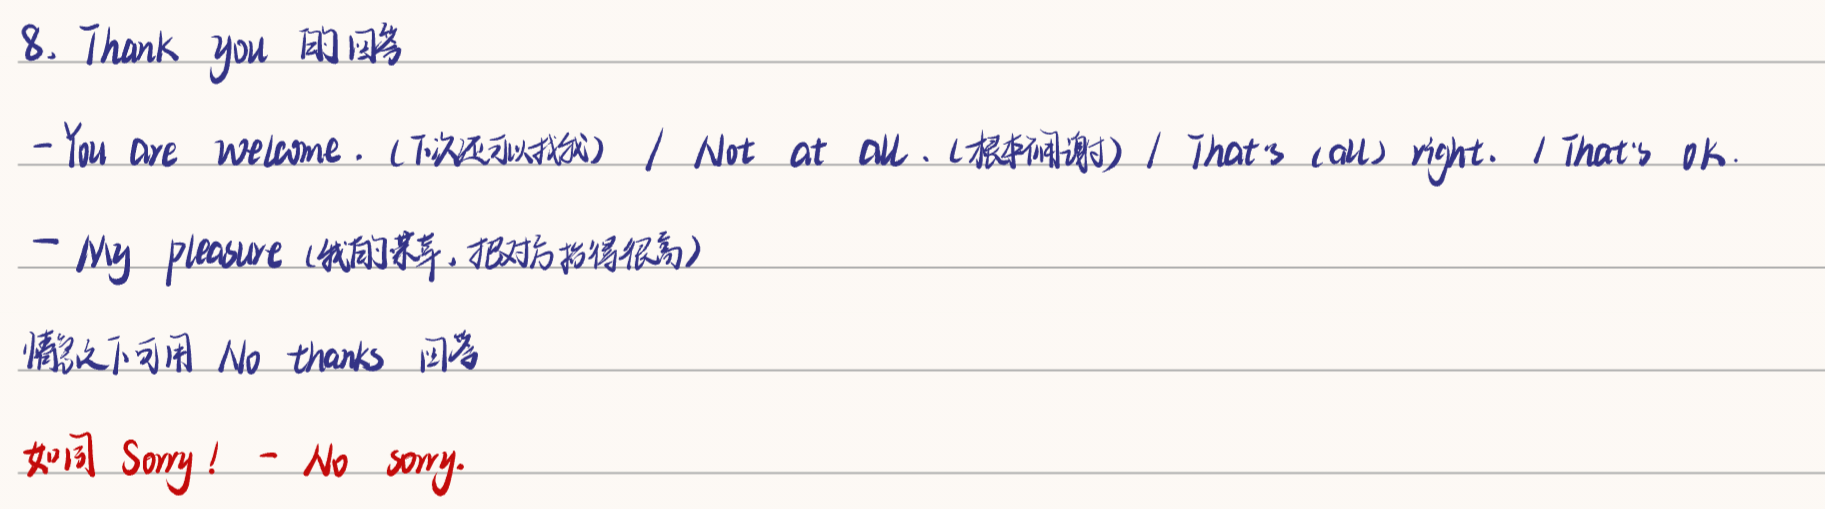 8. Thank you 的回答
- You are welcome. (下次还可以找我) / Not at all. (根本不用谢) / That's (all) right. / That's ok.
- My pleasure (我的荣幸, 把对方抬得很高)
情急之下可用 No thanks 回答
如同 Sorry! - No sorry.